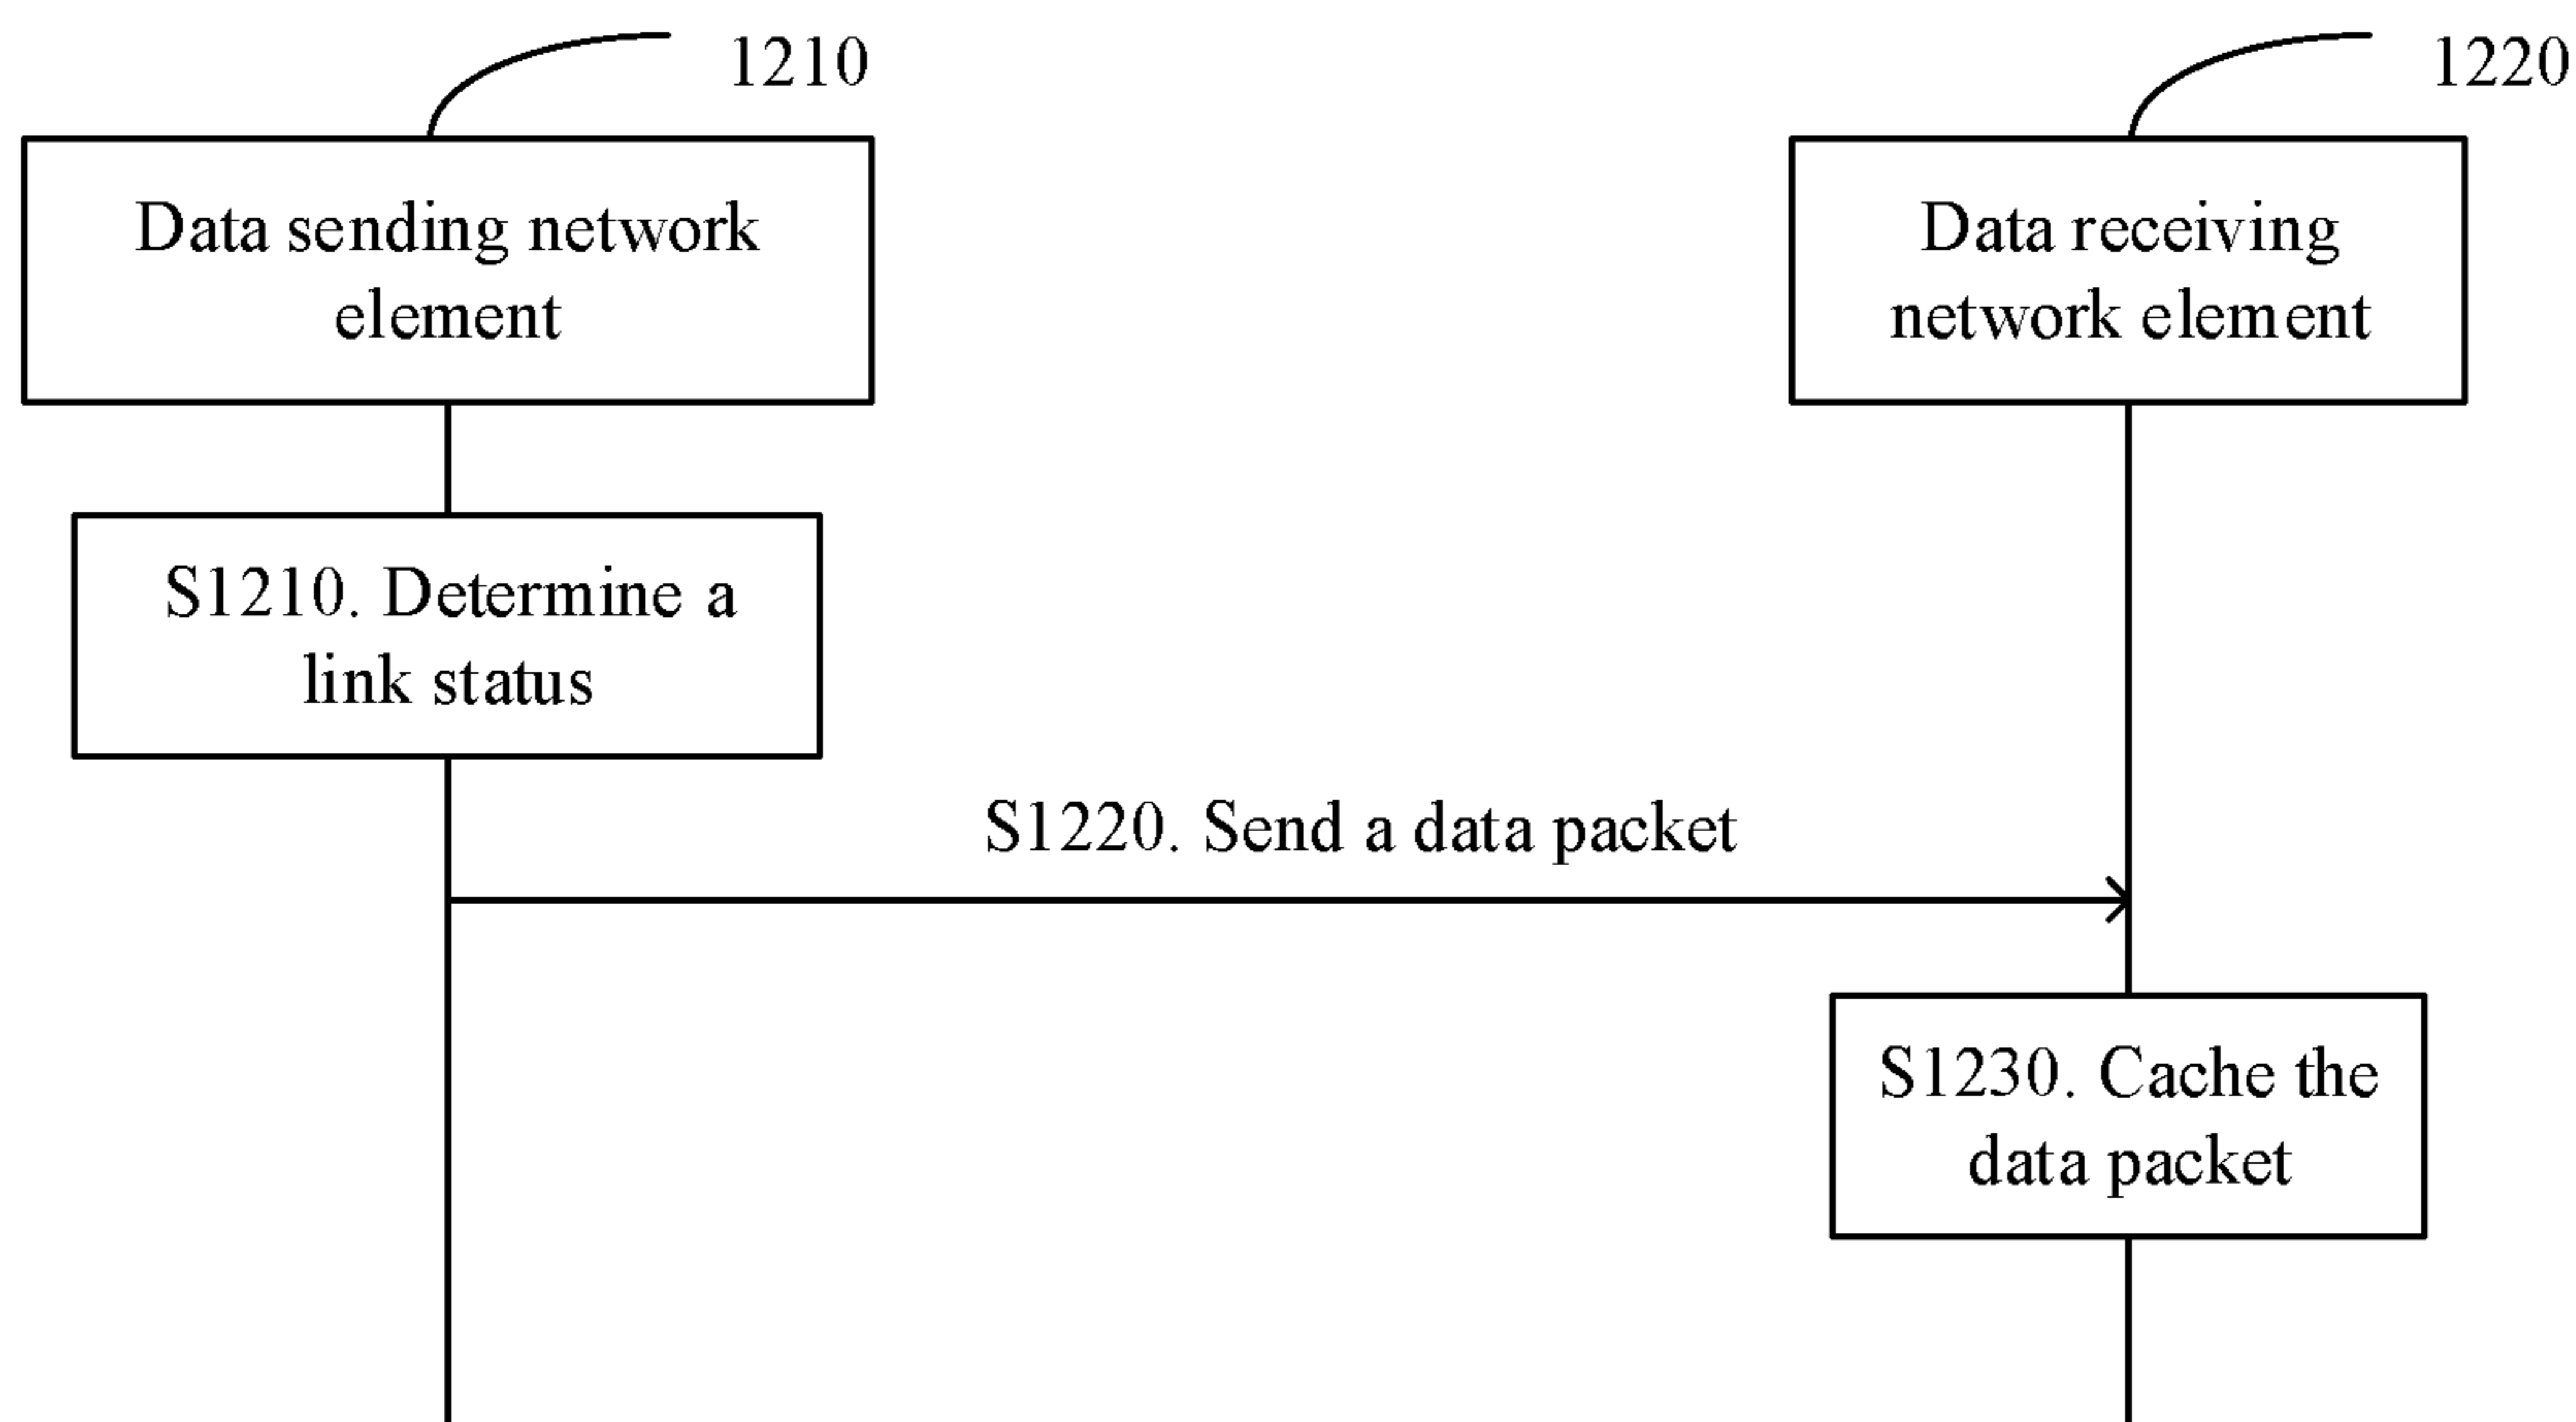 1210
1220
Data sending network
element
Data receiving
network element
S1210. Determine a
link status
S1220. Send a data packet
S1230. Cache the
data packet